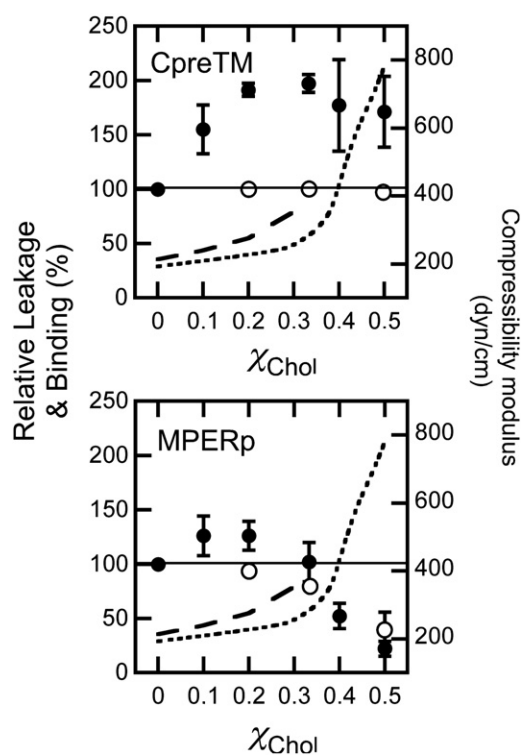 250
200
150
100
50
0
CpreTM
800
600
400
200
0 0.1 0.2 0.3 0.4 0.5
χChol
Relative Leakage
& Binding (%)
Compressibility modulus
(dyn/cm)
250
200
150
100
50
0
MPERp
800
600
400
200
0 0.1 0.2 0.3 0.4 0.5
χChol